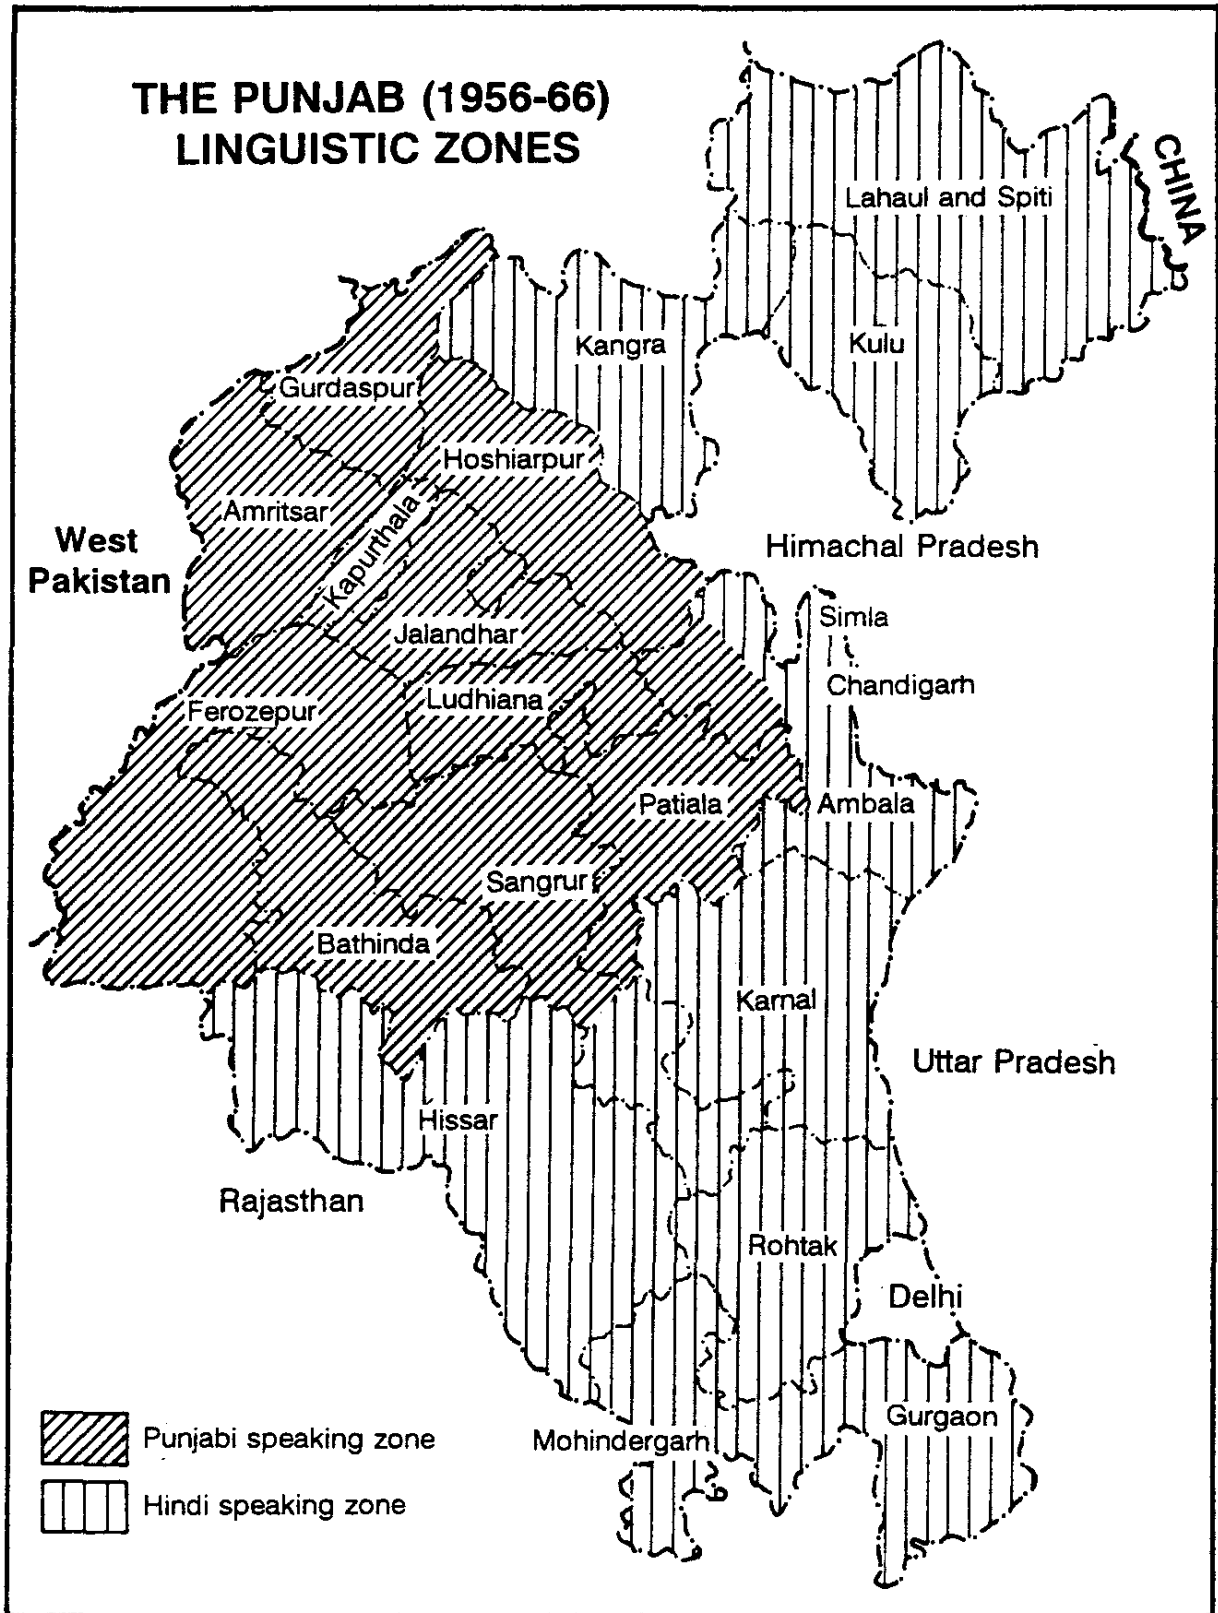 THE PUNJAB (1956-66)
LINGUISTIC ZONES
CHINA
Lahaul and Spiti
Kangra
Kulu
Gurdaspur
Hoshiarpur
Amritsar
Kapurthala
West
Pakistan
Himachal Pradesh
Simla
Jalandhar
Chandigarh
Ludhiana
Ferozepur
Patiala
Ambala
Sangrur
Bathinda
Karnal
Uttar Pradesh
Hissar
Rajasthan
Rohtak
Delhi
Gurgaon
Mohindergarh
Punjabi speaking zone
Hindi speaking zone